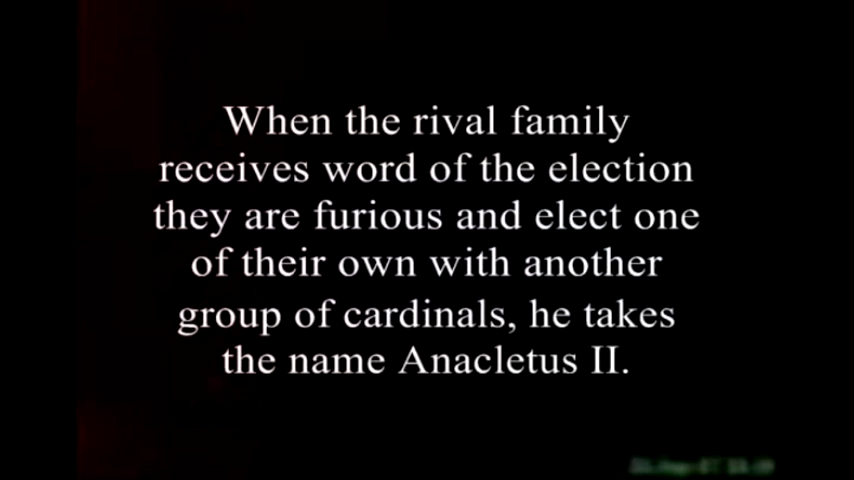 When the rival family
receives word of the election
they are furious and elect one
of their own with another
group of cardinals, he takes
the name Anacletus II.